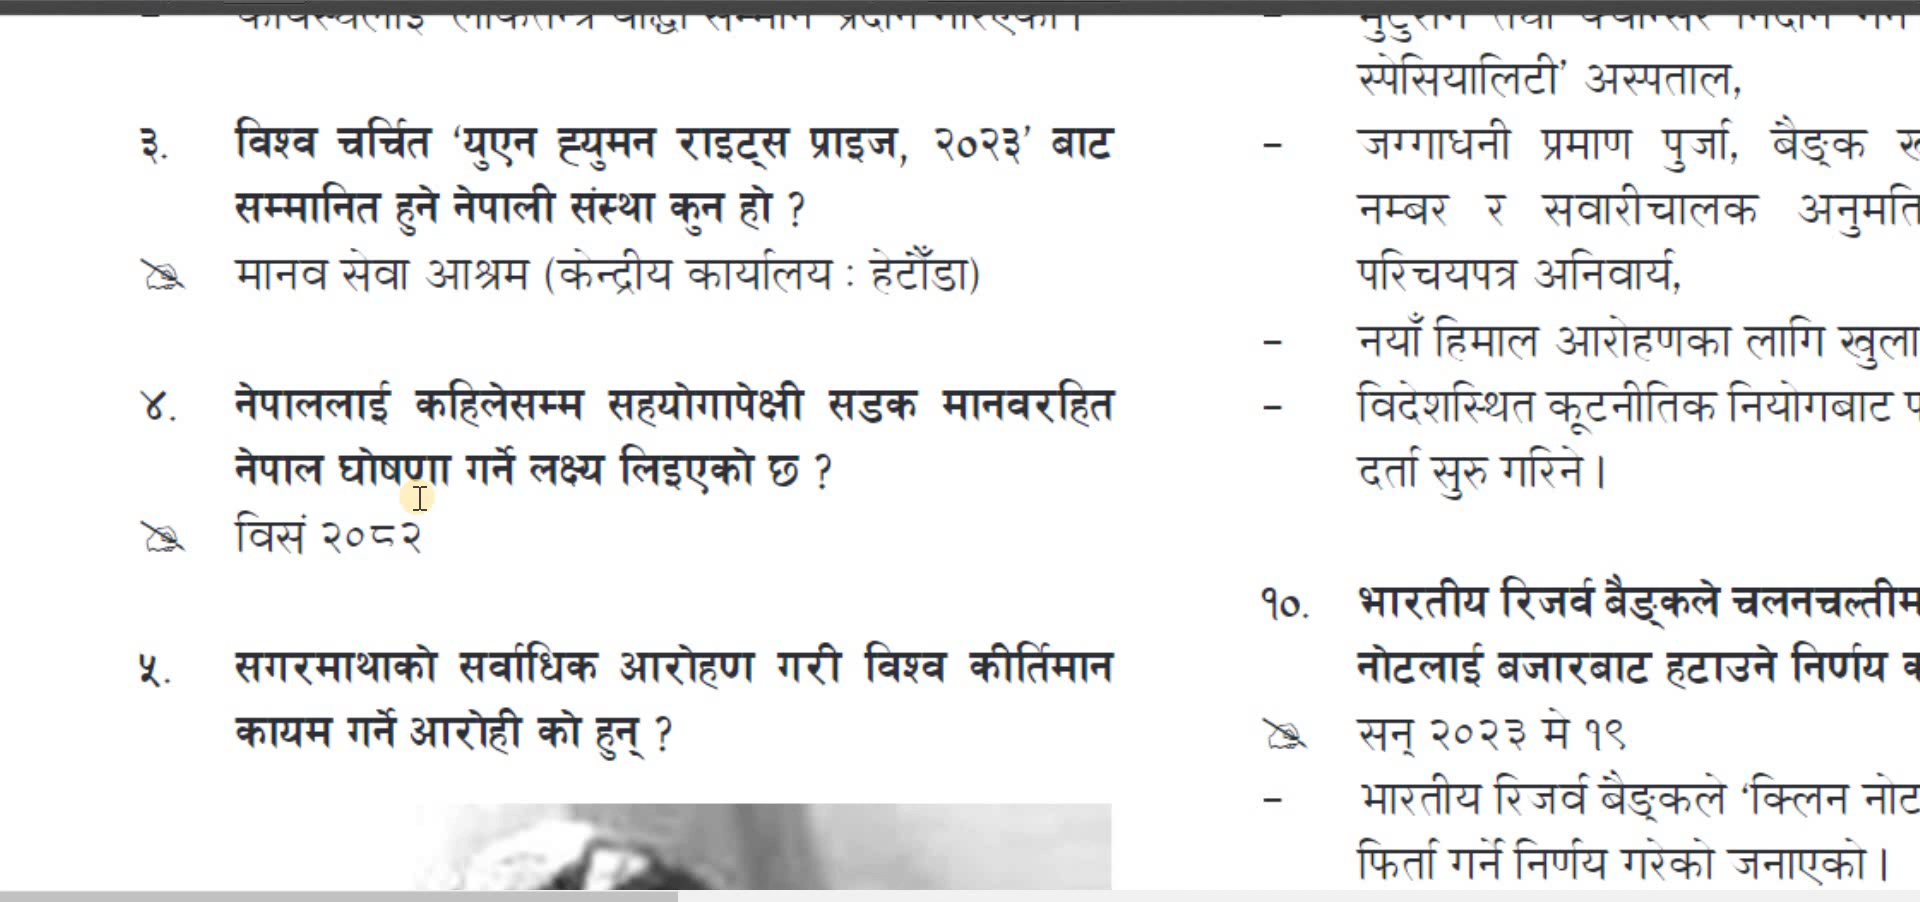 ३. विश्व चर्चित ‘युएन ह्युमन राइट्स प्राइज, २०२३’ बाट
सम्मानित हुने नेपाली संस्था कुन हो ?
मानव सेवा आश्रम (केन्द्रीय कार्यालय : हेटौँडा)
४. नेपाललाई कहिलेसम्म सहयोगापेक्षी सडक मानवरहित
नेपाल घोषणा गर्ने लक्ष्य लिइएको छ ?
विसं २०८२
५. सगरमाथाको सर्वाधिक आरोहण गरी विश्व कीर्तिमान
कायम गर्ने आरोही को हुन् ?
स्पेसियालिटी’ अस्पताल,
– जग्गाधनी प्रमाण पुर्जा, बैङ्क
नम्बर र सवारीचालक अनुमति
परिचयपत्र अनिवार्य,
– नयाँ हिमाल आरोहणका लागि खुला
– विदेशस्थित कूटनीतिक नियोगबाट
दर्ता सुरु गरिने।
१०. भारतीय रिजर्व बैङ्कले चलनचल्तीम
नोटलाई बजारबाट हटाउने निर्णय
सन् २०२३ मे १९
– भारतीय रिजर्व बैङ्कले ‘क्लिन नोट
फिर्ता गर्ने निर्णय गरेको जनाएको।